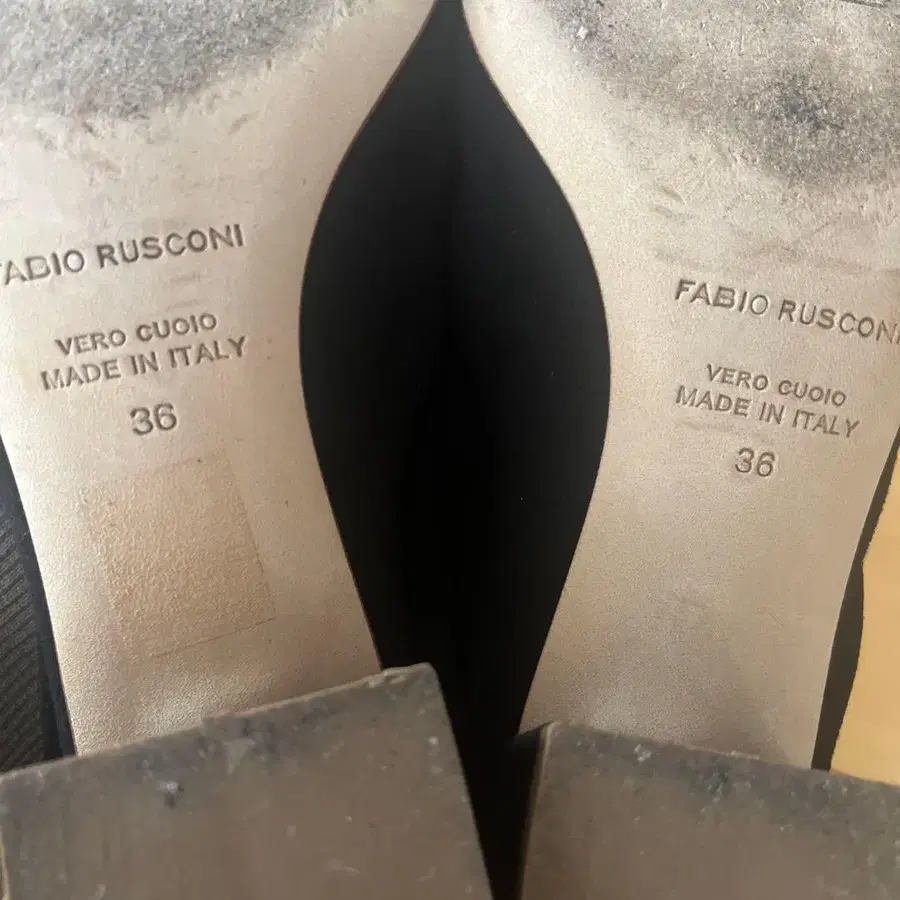 FABIO RUSCONI
VERO CUOIO
MADE IN ITALY
36
FABIO RUSCONI
VERO CUOIO
MADE IN ITALY
36